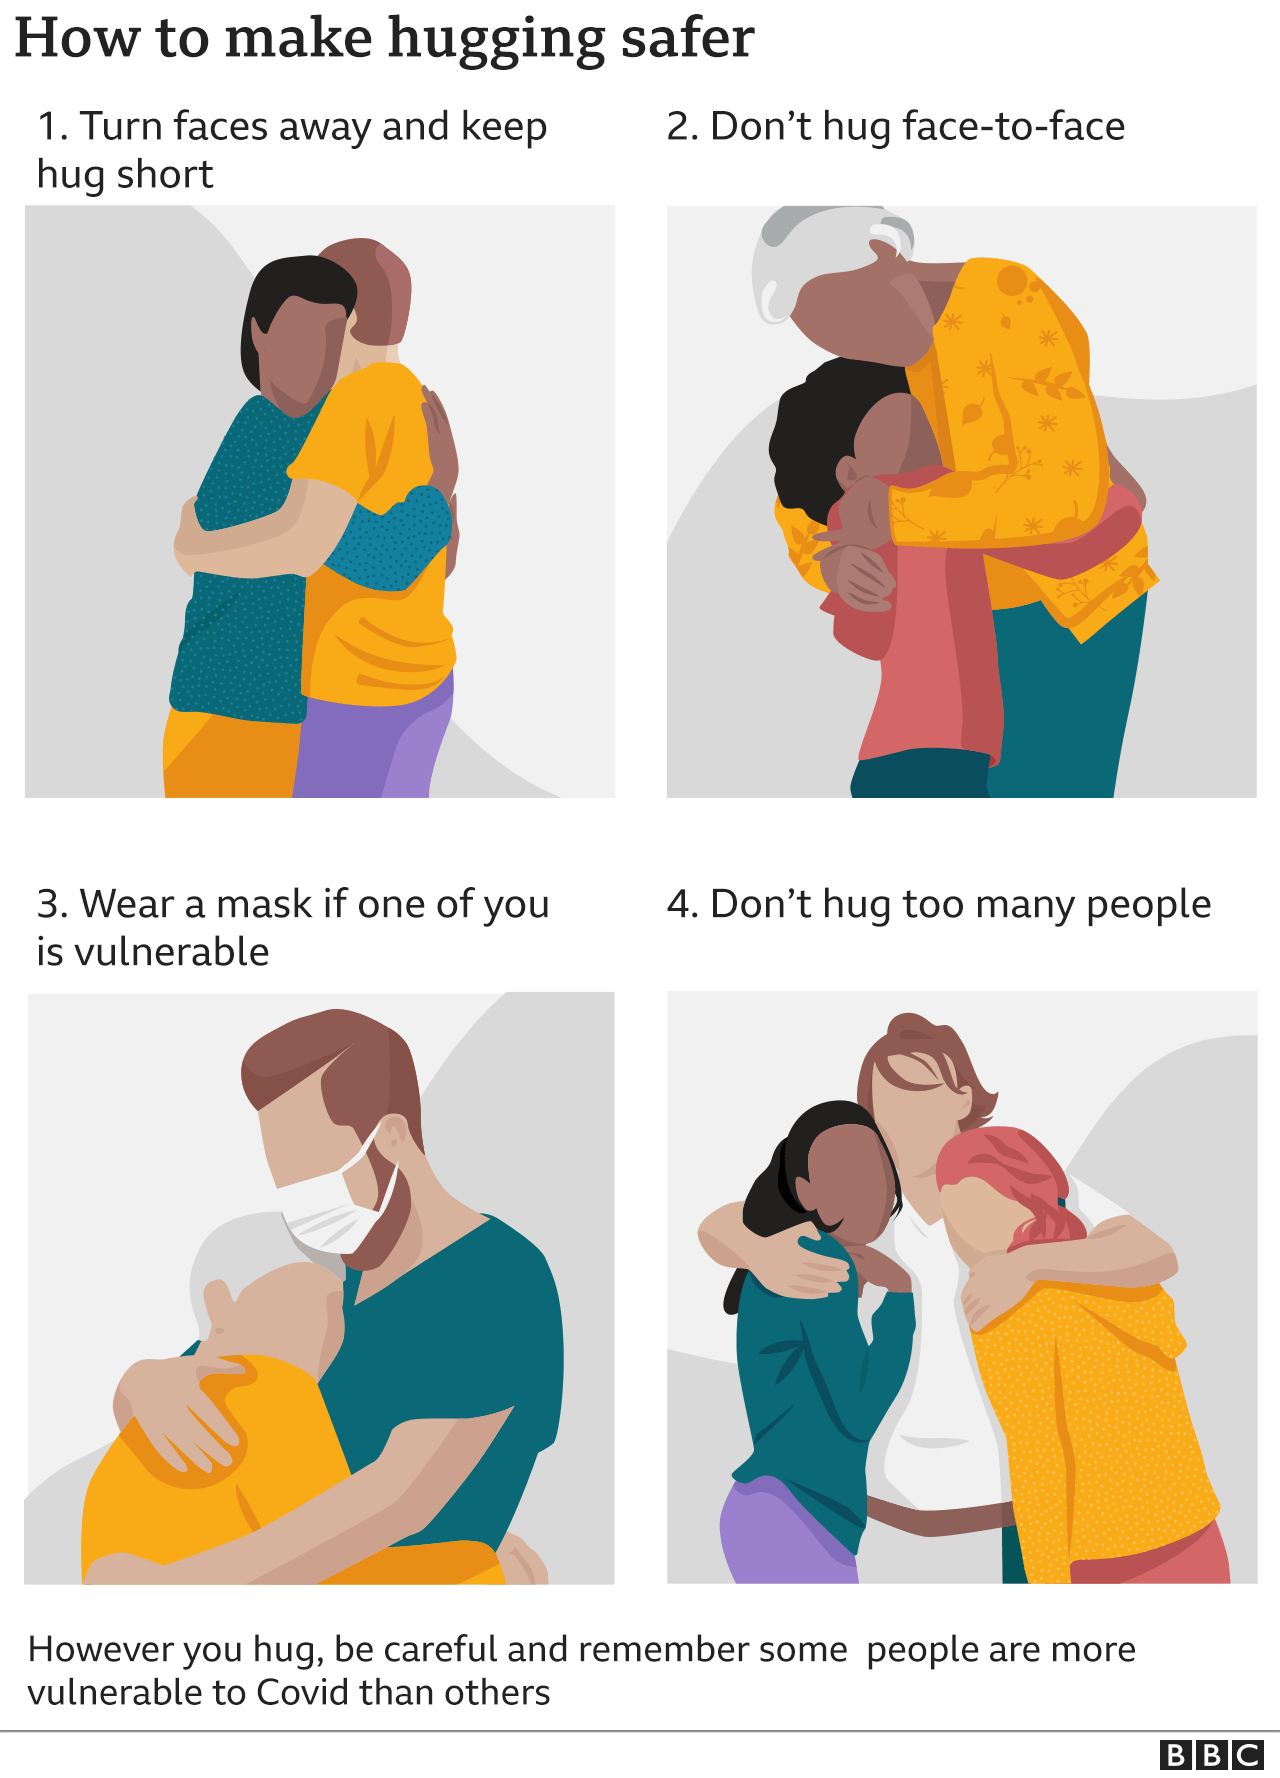 How to make hugging safer
1. Turn faces away and keep
hug short
2. Don’t hug face-to-face
3. Wear a mask if one of you
is vulnerable
4. Don’t hug too many people
However you hug, be careful and remember some  people are more
vulnerable to Covid than others
BBC